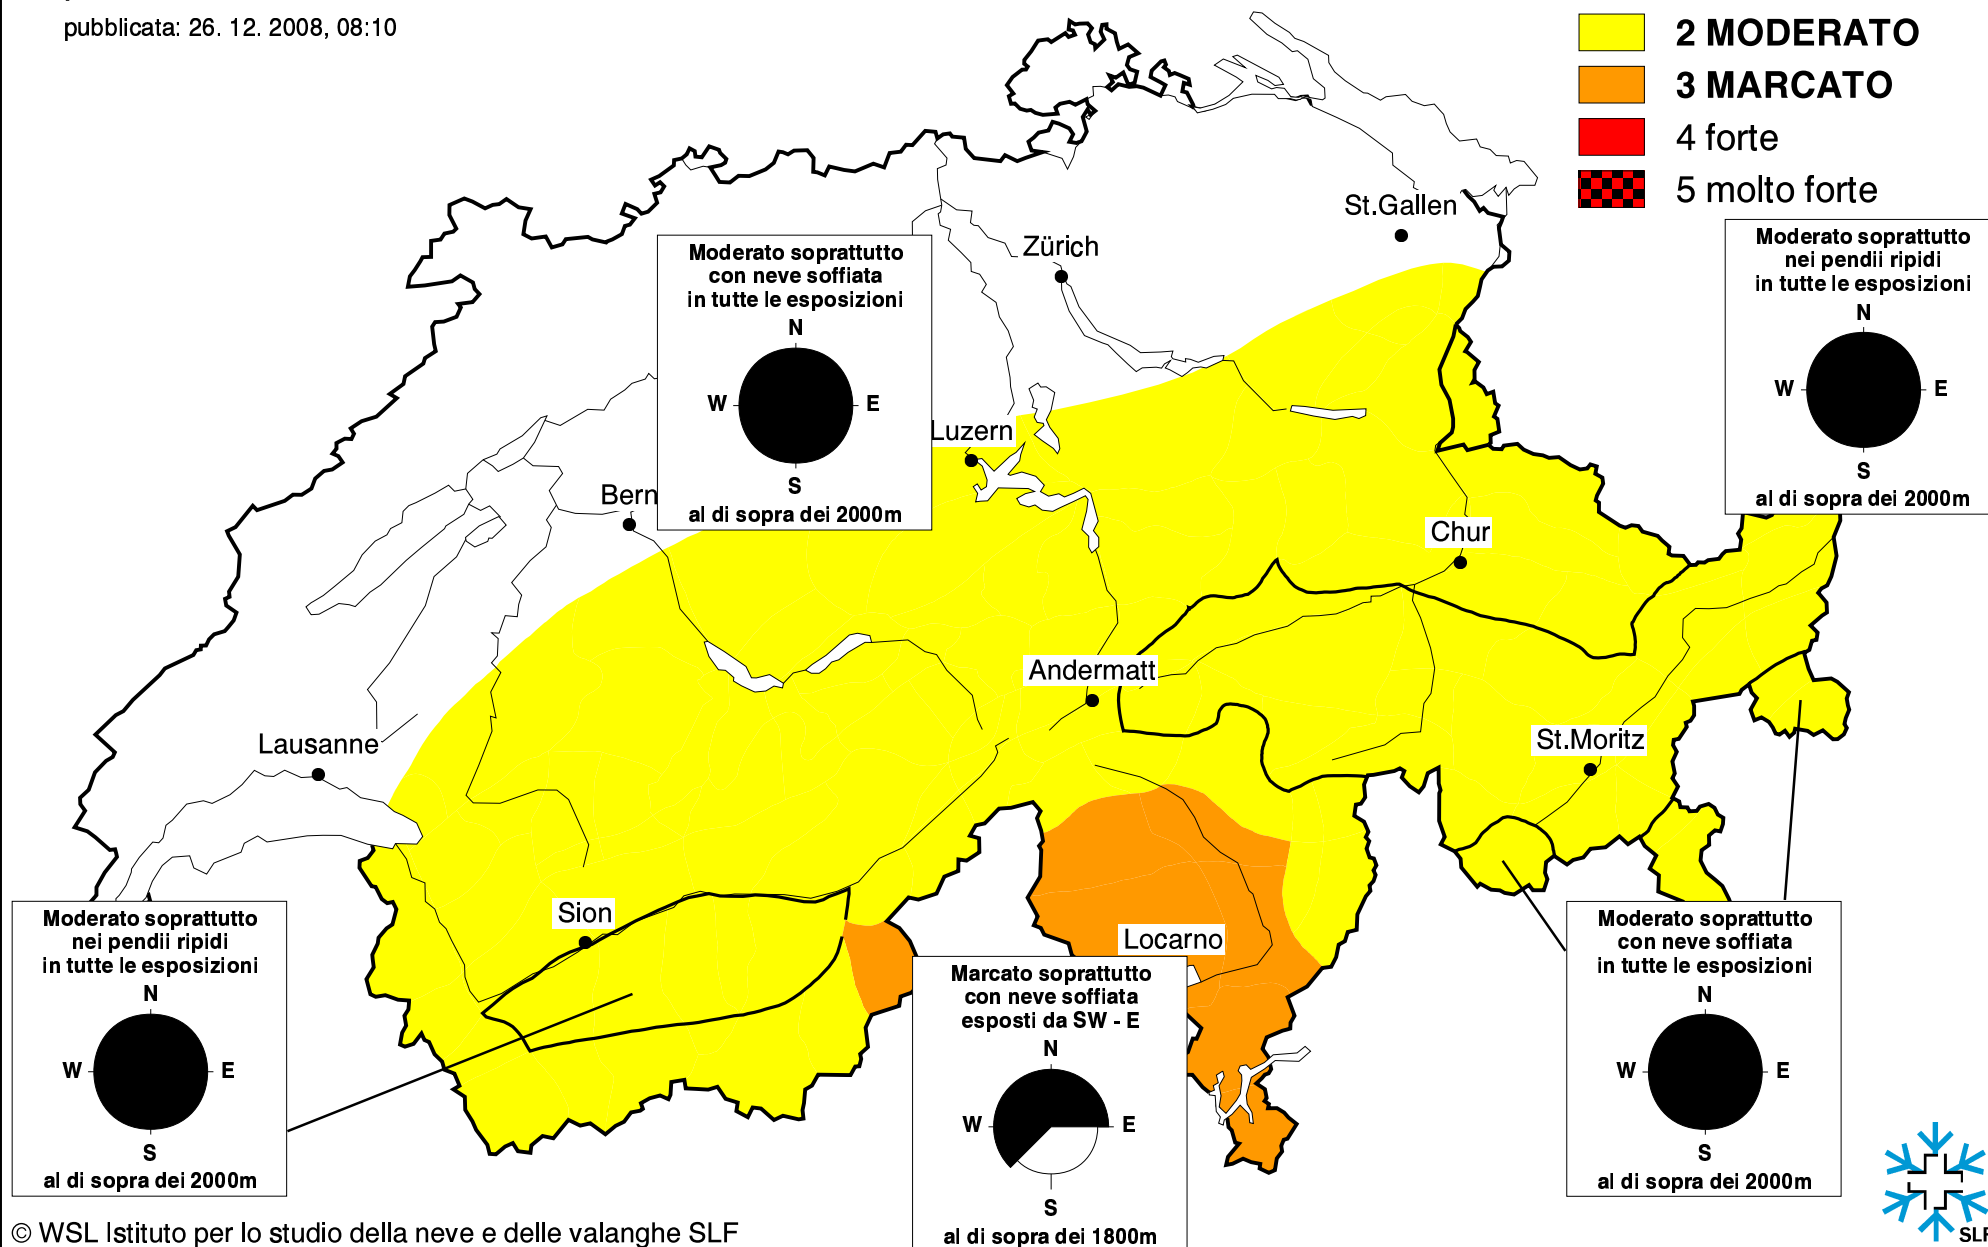 pubblicata: 26. 12. 2008, 08:10
2 MODERATO
3 MARCATO
4 forte
5 molto forte
St.Gallen
Zürich
Moderato soprattutto
con neve soffiata
in tutte le esposizioni
N
W E
S
al di sopra dei 2000m
Moderato soprattutto
nei pendii ripidi
in tutte le esposizioni
N
W E
S
al di sopra dei 2000m
Luzern
Bern
Chur
Andermatt
Lausanne
St.Moritz
Sion
Locarno
Moderato soprattutto
nei pendii ripidi
in tutte le esposizioni
N
W E
S
al di sopra dei 2000m
Marcato soprattutto
con neve soffiata
esposti da SW - E
N
W E
S
al di sopra dei 1800m
Moderato soprattutto
con neve soffiata
in tutte le esposizioni
N
W E
S
al di sopra dei 2000m
SLF
© WSL Istituto per lo studio della neve e delle valanghe SLF